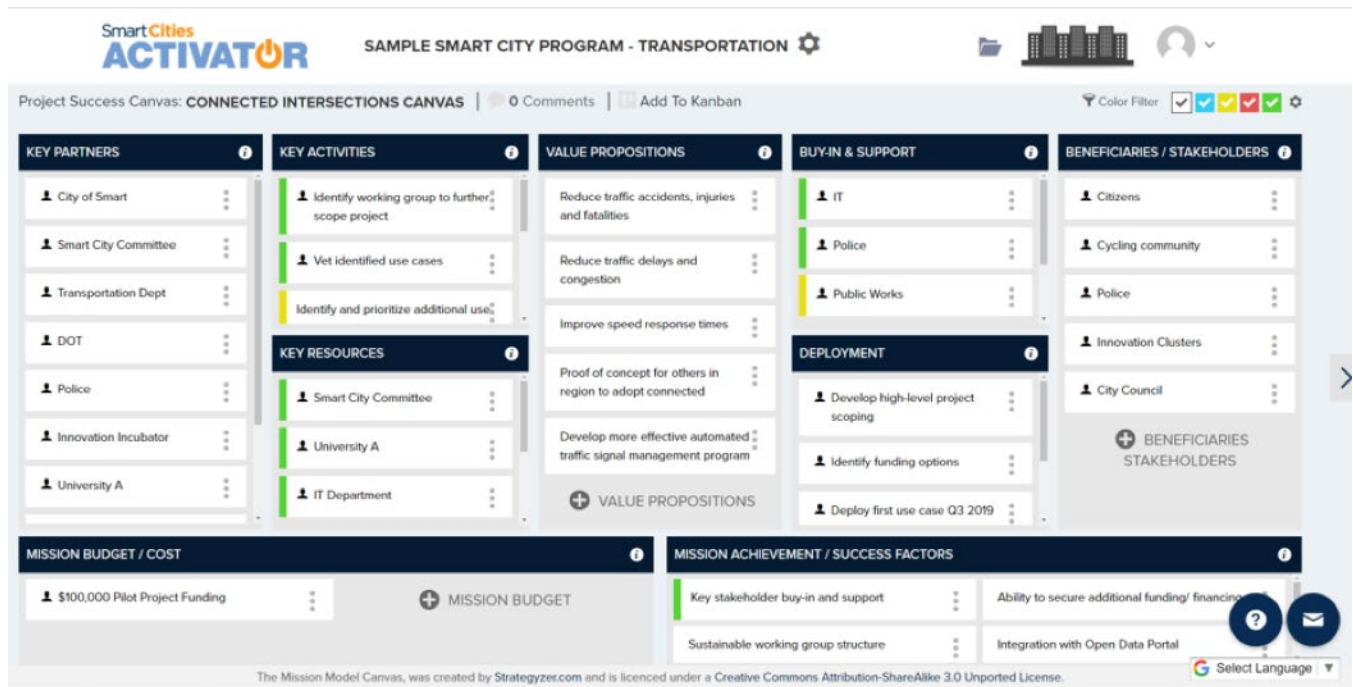 SmartCities
ACTIVATOR
SAMPLE SMART CITY PROGRAM - TRANSPORTATION
Project Success Canvas: CONNECTED INTERSECTIONS CANVAS | 0 Comments | Add To Kanban
Color Filter
KEY PARTNERS
City of Smart
Smart City Committee
Transportation Dept
DOT
Police
Innovation Incubator
University A
KEY ACTIVITIES
Identify working group to further
scope project
Vet identified use cases
Identify and prioritize additional use
KEY RESOURCES
Smart City Committee
University A
IT Department
VALUE PROPOSITIONS
Reduce traffic accidents, injuries
and fatalities
Reduce traffic delays and
congestion
Improve speed response times
Proof of concept for others in
region to adopt connected
Develop more effective automated
traffic signal management program
VALUE PROPOSITIONS
BUY-IN & SUPPORT
IT
Police
Public Works
DEPLOYMENT
Develop high-level project
scoping
Identify funding options
Deploy first use case Q3 2019
BENEFICIARIES / STAKEHOLDERS
Citizens
Cycling community
Police
Innovation Clusters
City Council
BENEFICIARIES
STAKEHOLDERS
MISSION BUDGET / COST
$100,000 Pilot Project Funding
MISSION BUDGET
MISSION ACHIEVEMENT / SUCCESS FACTORS
Key stakeholder buy-in and support
Ability to secure additional funding/ financing
Sustainable working group structure
Integration with Open Data Portal
Select Language
The Mission Model Canvas, was created by Strategyzer.com and is licenced under a Creative Commons Attribution-ShareAlike 3.0 Unported License.